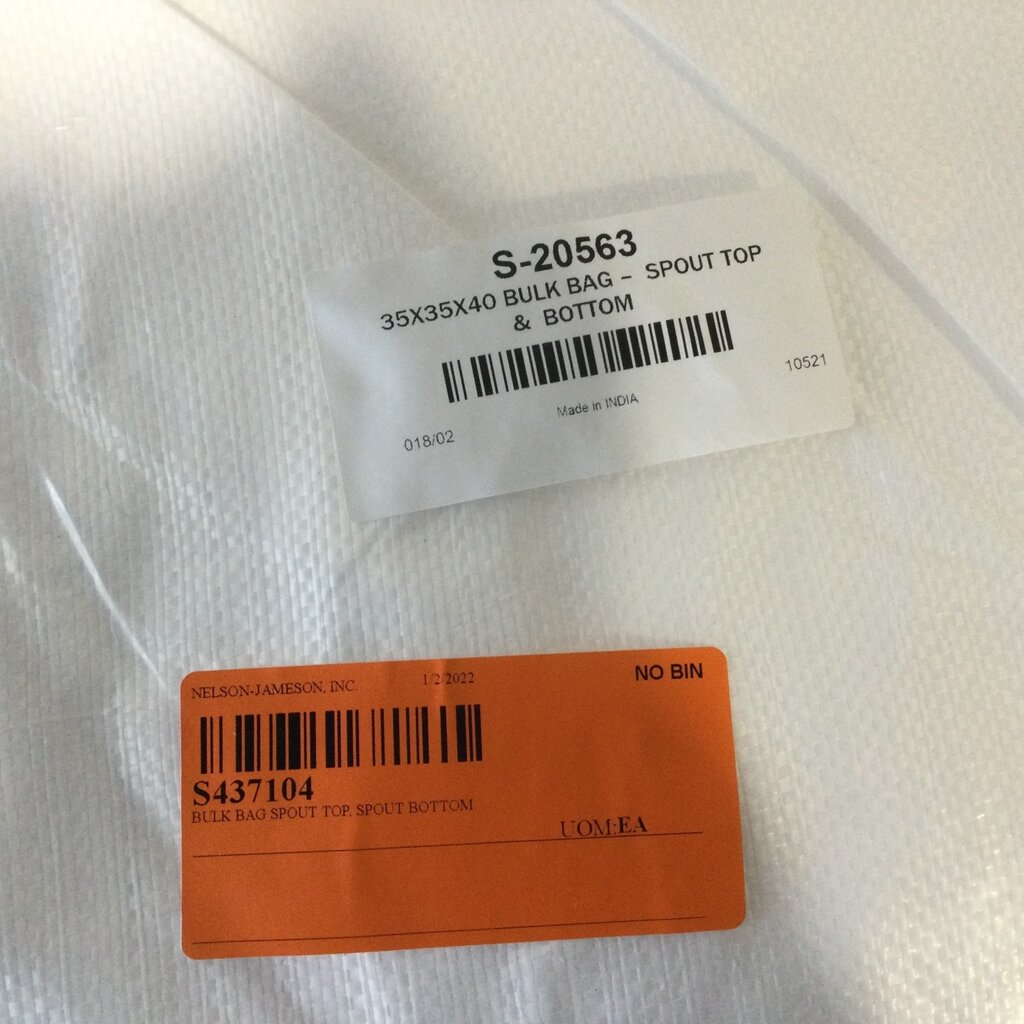 S-20563
35X35X40 BULK BAG – SPOUT TOP
& BOTTOM
10521
Made in INDIA
018/02
NELSON-JAMESON, INC. 1/2/2022 NO BIN
S437104
BULK BAG SPOUT TOP, SPOUT BOTTOM
UOM:EA